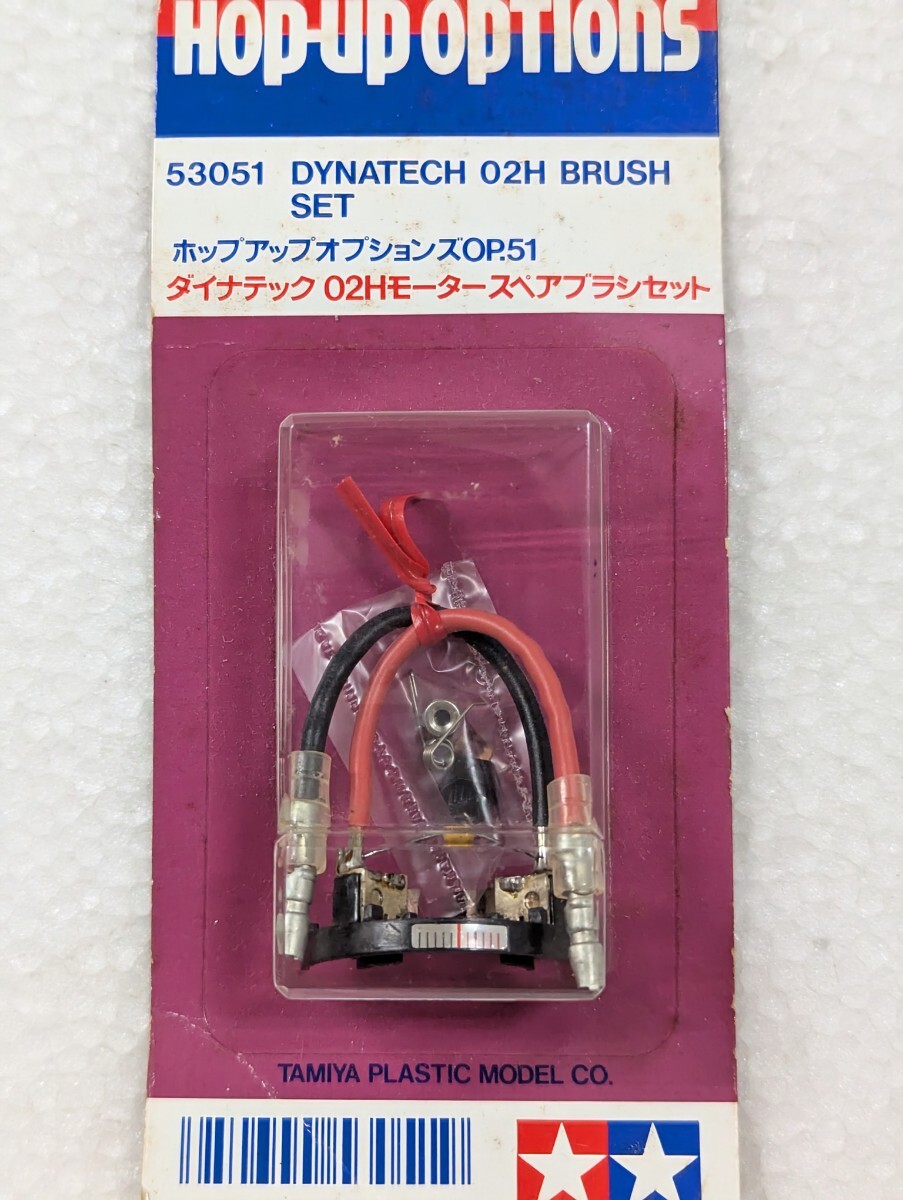 HOP-UP OPTIONS
53051 DYNATECH 02H BRUSH
SET
ホップアップオプションズOP.51
ダイナテック 02Hモータースペアブラシセット
TAMIYA PLASTIC MODEL CO.